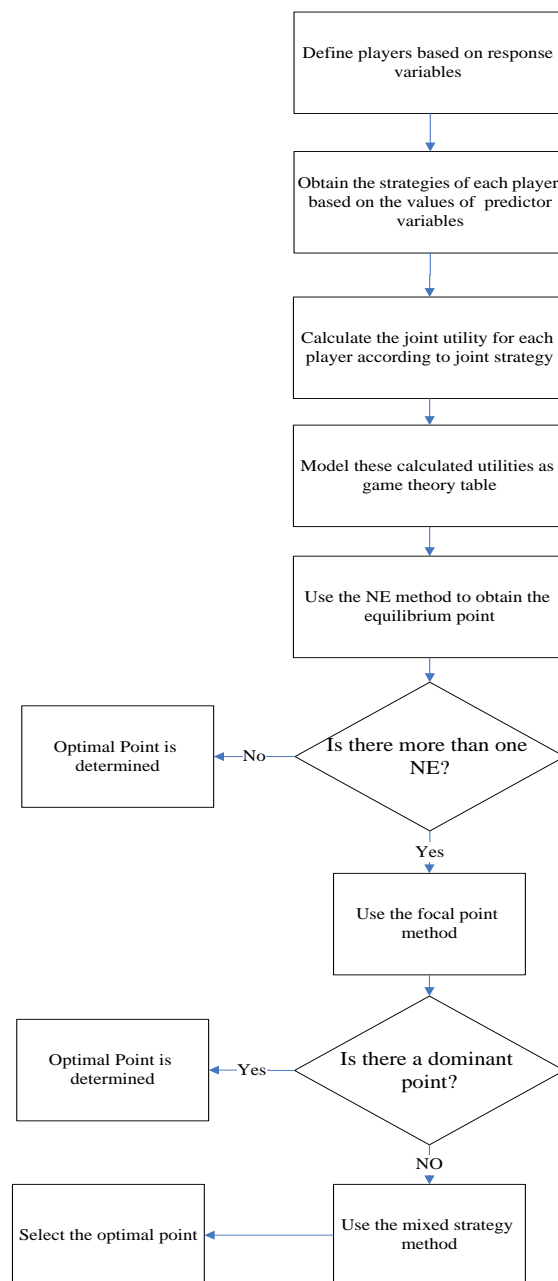 Define players based on response
variables
Obtain the strategies of each player
based on the values of predictor
variables
Calculate the joint utility for each
player according to joint strategy
Model these calculated utilities as
game theory table
Use the NE method to obtain the
equilibrium point
Is there more than one
NE?
No
Optimal Point is
determined
Yes
Use the focal point
method
Is there a dominant
point?
Yes
Optimal Point is
determined
NO
Use the mixed strategy
method
Select the optimal point